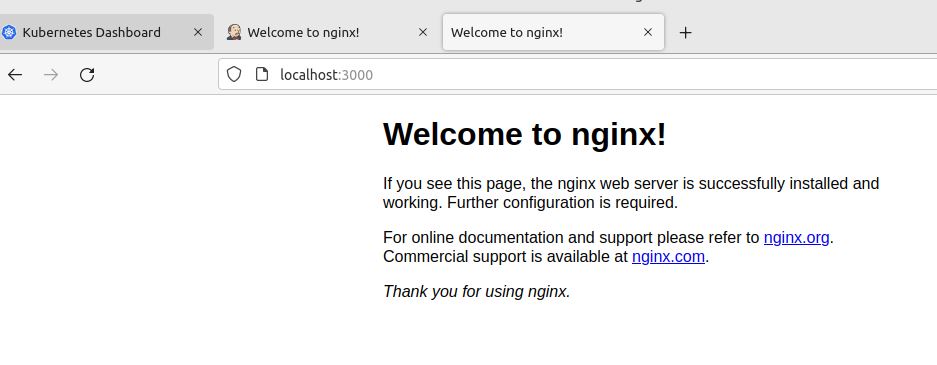 Kubernetes Dashboard
Welcome to nginx!
Welcome to nginx!
localhost:3000
Welcome to nginx!
If you see this page, the nginx web server is successfully installed and
working. Further configuration is required.
For online documentation and support please refer to nginx.org.
Commercial support is available at nginx.com.
Thank you for using nginx.